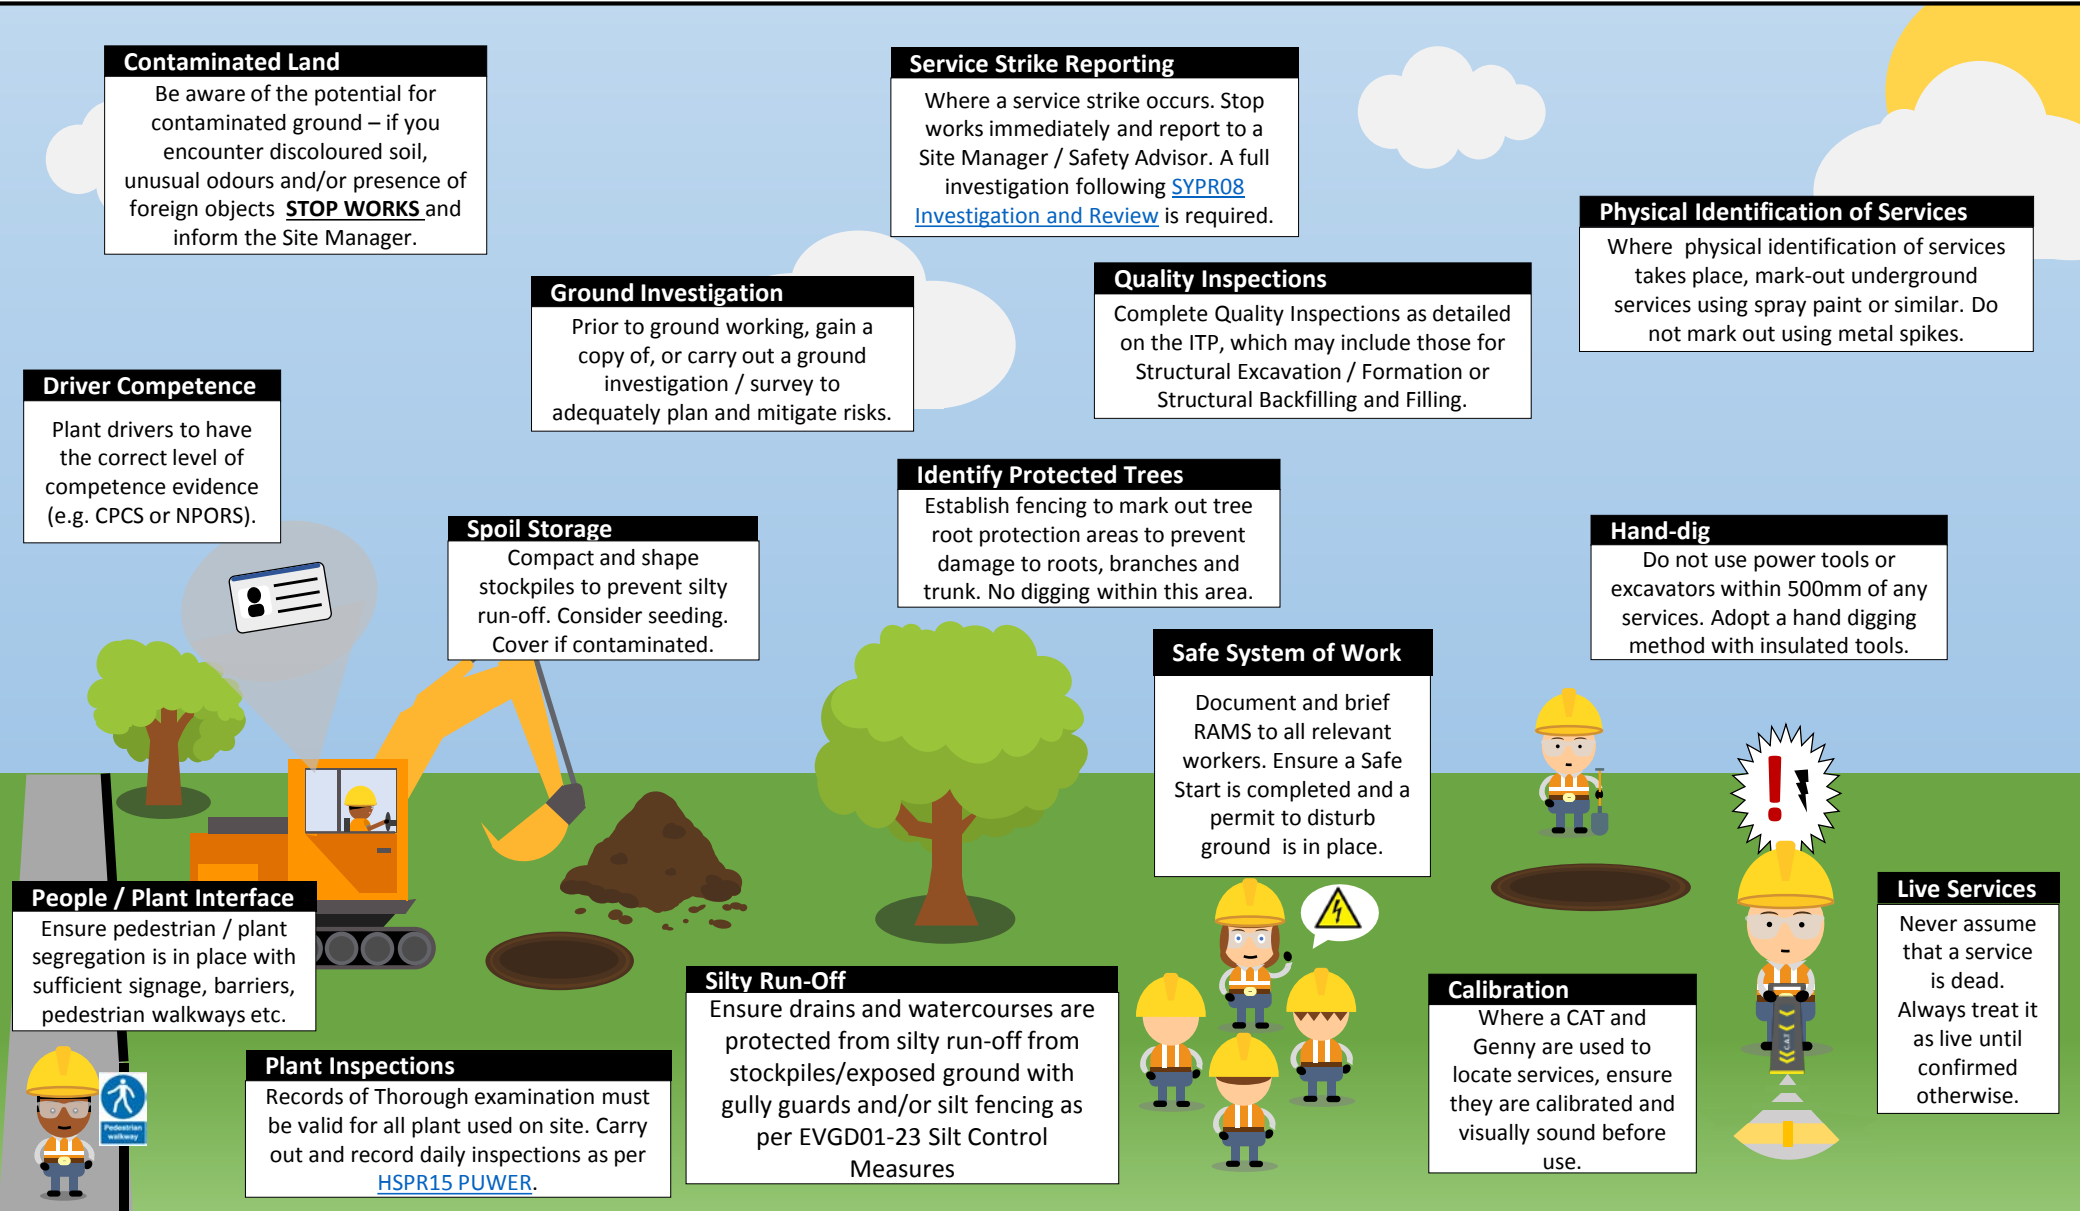 Contaminated Land
Be aware of the potential for
contaminated ground – if you
encounter discoloured soil,
unusual odours and/or presence of
foreign objects STOP WORKS and
inform the Site Manager.
Service Strike Reporting
Where a service strike occurs. Stop
works immediately and report to a
Site Manager / Safety Advisor. A full
investigation following SYPR08
Investigation and Review is required.
Physical Identification of Services
Where physical identification of services
takes place, mark-out underground
services using spray paint or similar. Do
not mark out using metal spikes.
Ground Investigation
Prior to ground working, gain a
copy of, or carry out a ground
investigation / survey to
adequately plan and mitigate risks.
Quality Inspections
Complete Quality Inspections as detailed
on the ITP, which may include those for
Structural Excavation / Formation or
Structural Backfilling and Filling.
Driver Competence
Plant drivers to have
the correct level of
competence evidence
(e.g. CPCS or NPORS).
Spoil Storage
Compact and shape
stockpiles to prevent silty
run-off. Consider seeding.
Cover if contaminated.
Identify Protected Trees
Establish fencing to mark out tree
root protection areas to prevent
damage to roots, branches and
trunk. No digging within this area.
Hand-dig
Do not use power tools or
excavators within 500mm of any
services. Adopt a hand digging
method with insulated tools.
Safe System of Work
Document and brief
RAMS to all relevant
workers. Ensure a Safe
Start is completed and a
permit to disturb
ground is in place.
People / Plant Interface
Ensure pedestrian / plant
segregation is in place with
sufficient signage, barriers,
pedestrian walkways etc.
Live Services
Never assume
that a service
is dead.
Always treat it
as live until
confirmed
otherwise.
Silty Run-Off
Ensure drains and watercourses are
protected from silty run-off from
stockpiles/exposed ground with
gully guards and/or silt fencing as
per EVGD01-23 Silt Control
Measures
Calibration
Where a CAT and
Genny are used to
locate services, ensure
they are calibrated and
visually sound before
use.
Plant Inspections
Records of Thorough examination must
be valid for all plant used on site. Carry
out and record daily inspections as per
HSPR15 PUWER.
Pedestrian
walkway
C.A.T
!